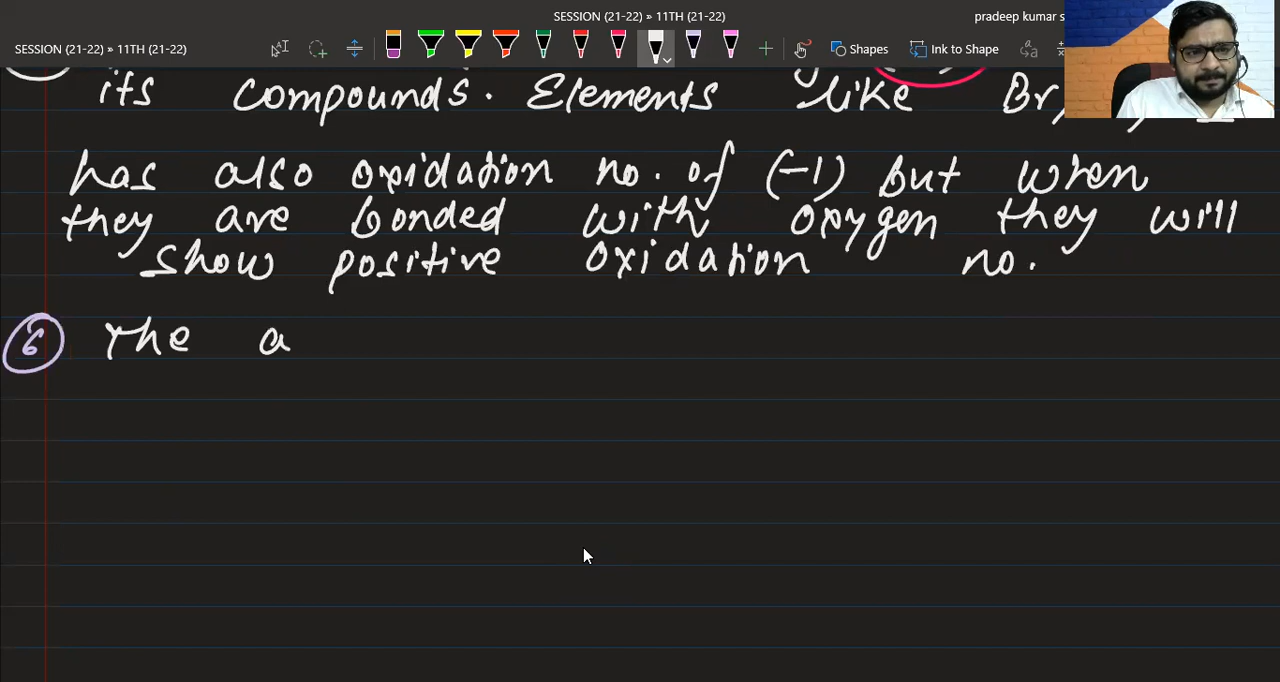 SESSION (21-22) » 11TH (21-22)
pradeep kumar s
SESSION (21-22) » 11TH (21-22)
Shapes
Ink to Shape
its compounds. Elements like Br,
has also oxidation no. of (-1) but when
they are bonded with oxygen they will
show positive oxidation no.
6 The a